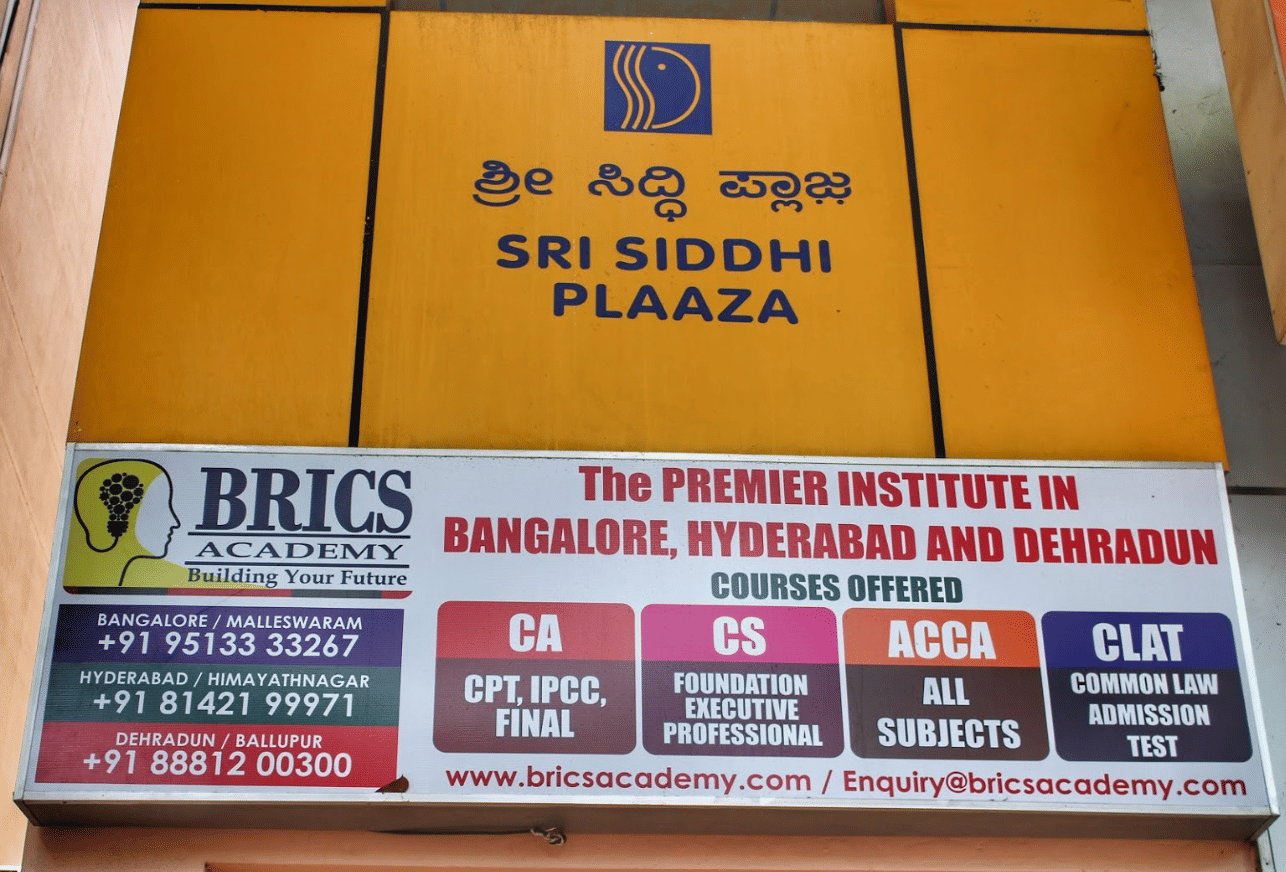 ಶ್ರೀ ಸಿದ್ಧಿ ಪ್ಲಾಜ಼
SRI SIDDHI
PLAAZA
BRICS
ACADEMY
Building Your Future
BANGALORE / MALLESWARAM
+91 95133 33267
HYDERABAD / HIMAYATHNAGAR
+91 81421 99971
DEHRADUN / BALLUPUR
+91 88812 00300
The PREMIER INSTITUTE IN
BANGALORE, HYDERABAD AND DEHRADUN
COURSES OFFERED
CA
CPT, IPCC,
FINAL
CS
FOUNDATION
EXECUTIVE
PROFESSIONAL
ACCA
ALL
SUBJECTS
CLAT
COMMON LAW
ADMISSION
TEST
www.bricsacademy.com / Enquiry@bricsacademy.com